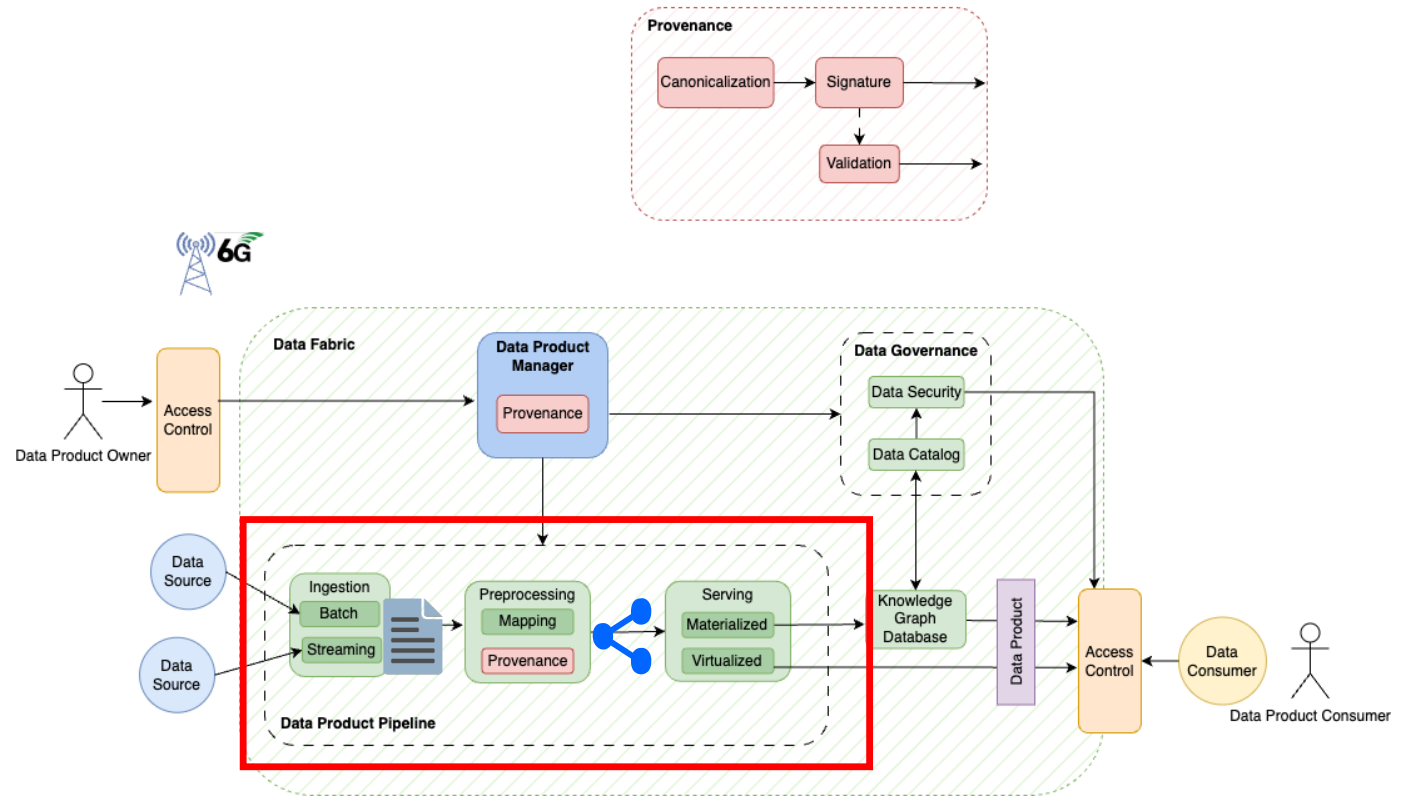 Provenance
Canonicalization
Signature
Validation
6G
Data Fabric
Data Product
Manager
Provenance
Data Governance
Data Security
Data Catalog
Access
Control
Data Product Owner
Data
Source
Data
Source
Ingestion
Batch
Streaming
Preprocessing
Mapping
Provenance
Serving
Materialized
Virtualized
Data Product Pipeline
Knowledge
Graph
Database
Data Product
Access
Control
Data
Consumer
Data Product Consumer